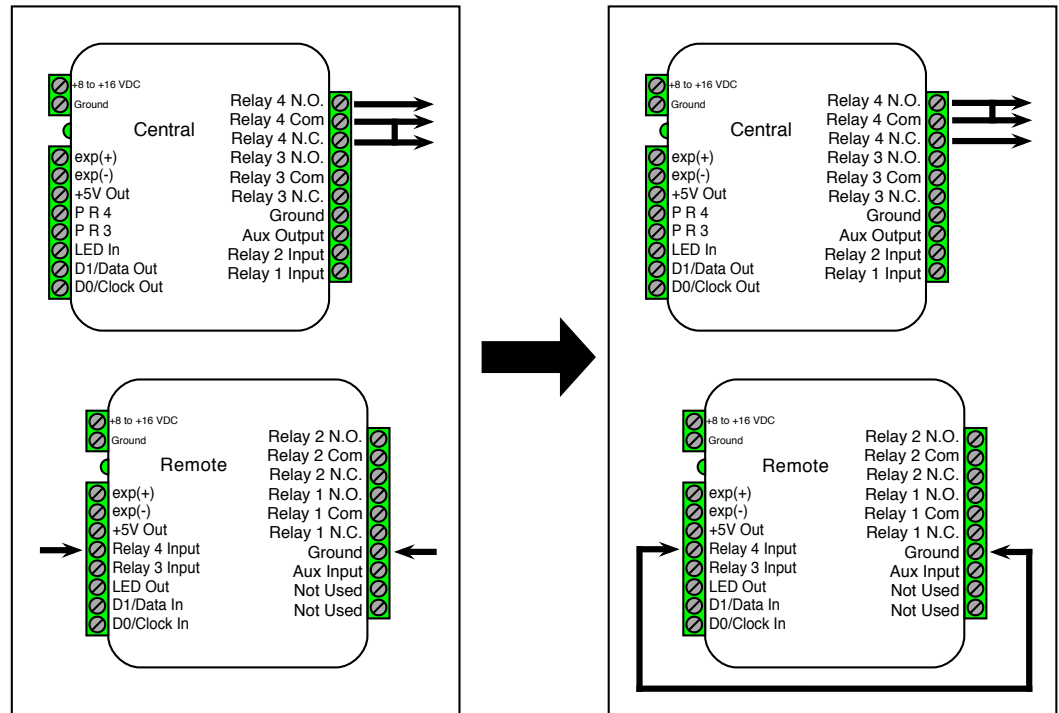 +8 to +16 VDC
Ground
Central
exp(+)
exp(-)
+5V Out
P R 4
P R 3
LED In
D1/Data Out
D0/Clock Out
Relay 4 N.O.
Relay 4 Com
Relay 4 N.C.
Relay 3 N.O.
Relay 3 Com
Relay 3 N.C.
Ground
Aux Output
Relay 2 Input
Relay 1 Input
+8 to +16 VDC
Ground
Remote
exp(+)
exp(-)
+5V Out
Relay 4 Input
Relay 3 Input
LED Out
D1/Data In
D0/Clock In
Relay 2 N.O.
Relay 2 Com
Relay 2 N.C.
Relay 1 N.O.
Relay 1 Com
Relay 1 N.C.
Ground
Aux Input
Not Used
Not Used
+8 to +16 VDC
Ground
Central
exp(+)
exp(-)
+5V Out
P R 4
P R 3
LED In
D1/Data Out
D0/Clock Out
Relay 4 N.O.
Relay 4 Com
Relay 4 N.C.
Relay 3 N.O.
Relay 3 Com
Relay 3 N.C.
Ground
Aux Output
Relay 2 Input
Relay 1 Input
+8 to +16 VDC
Ground
Remote
exp(+)
exp(-)
+5V Out
Relay 4 Input
Relay 3 Input
LED Out
D1/Data In
D0/Clock In
Relay 2 N.O.
Relay 2 Com
Relay 2 N.C.
Relay 1 N.O.
Relay 1 Com
Relay 1 N.C.
Ground
Aux Input
Not Used
Not Used